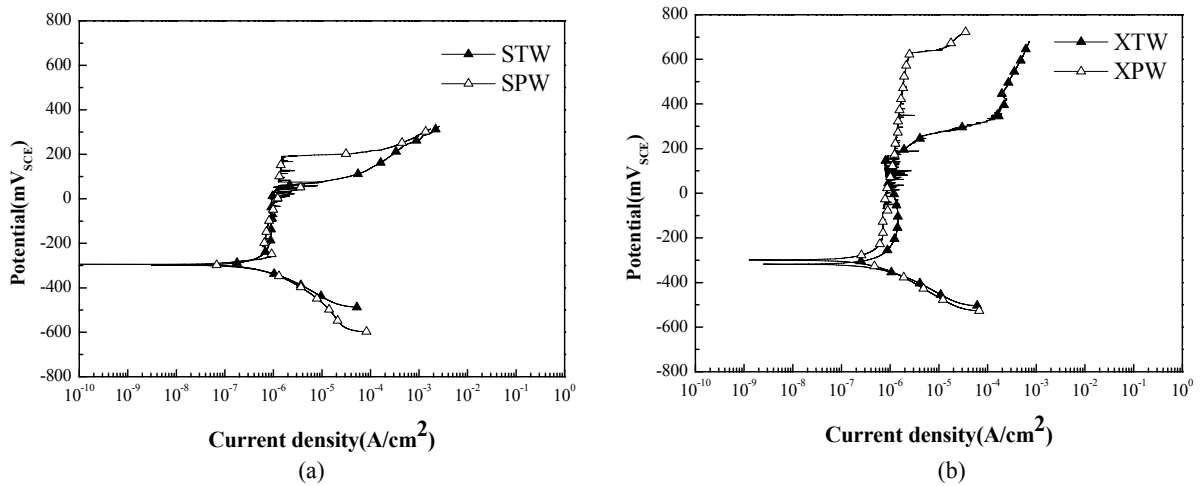 800
600
400
200
0
-200
-400
-600
-800
Potential(mV_SCE)
STW
SPW
10^-10 10^-9 10^-8 10^-7 10^-6 10^-5 10^-4 10^-3 10^-2 10^-1 10^0
Current density(A/cm^2)
(a)
800
600
400
200
0
-200
-400
-600
-800
Potential(mV_SCE)
XTW
XPW
10^-10 10^-9 10^-8 10^-7 10^-6 10^-5 10^-4 10^-3 10^-2 10^-1 10^0
Current density(A/cm^2)
(b)